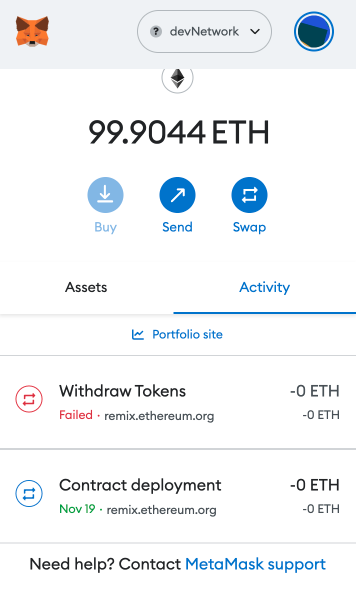 ? devNetwork
99.9044 ETH
Buy Send Swap
Assets Activity
Portfolio site
Withdraw Tokens -0 ETH
Failed · remix.ethereum.org -0 ETH
Contract deployment -0 ETH
Nov 19 · remix.ethereum.org -0 ETH
Need help? Contact MetaMask support